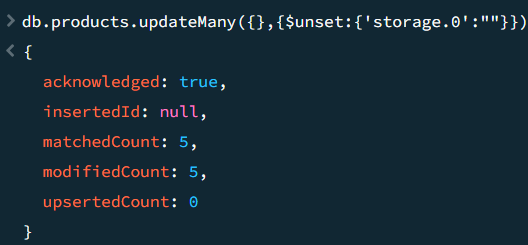 > db.products.updateMany({},{$unset:{'storage.0':""}})
< {
acknowledged: true,
insertedId: null,
matchedCount: 5,
modifiedCount: 5,
upsertedCount: 0
}